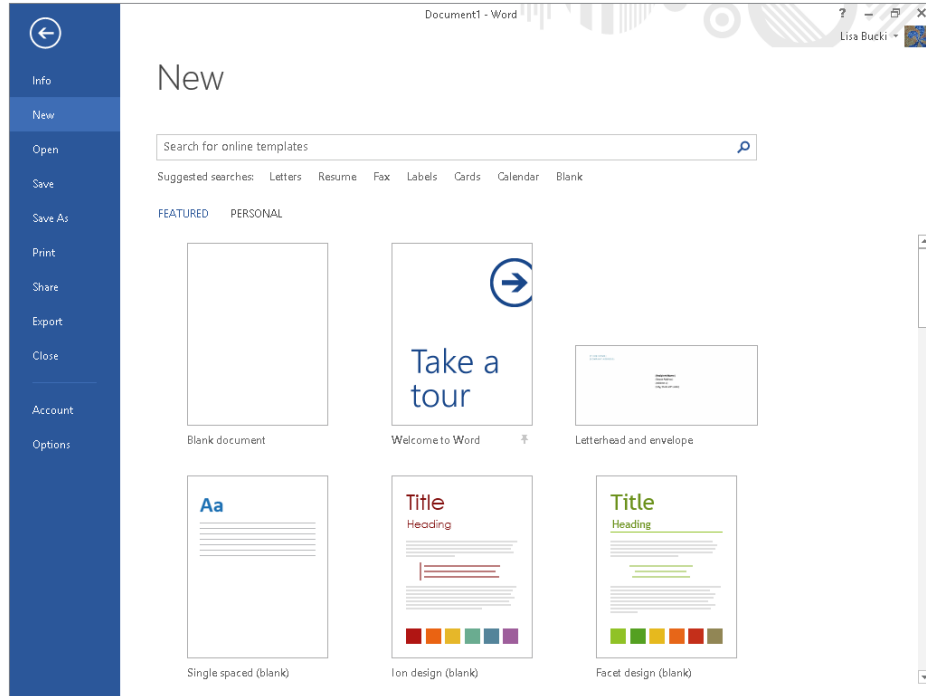 Document1 - Word
?
Lisa Bucki
Info
New
Open
Save
Save As
Print
Share
Export
Close
Account
Options
New
Search for online templates
Suggested searches: Letters Resume Fax Labels Cards Calendar Blank
FEATURED PERSONAL
Take a
tour
Blank document
Welcome to Word
Letterhead and envelope
Aa
Title
Heading
Title
Heading
Single spaced (blank)
Ion design (blank)
Facet design (blank)